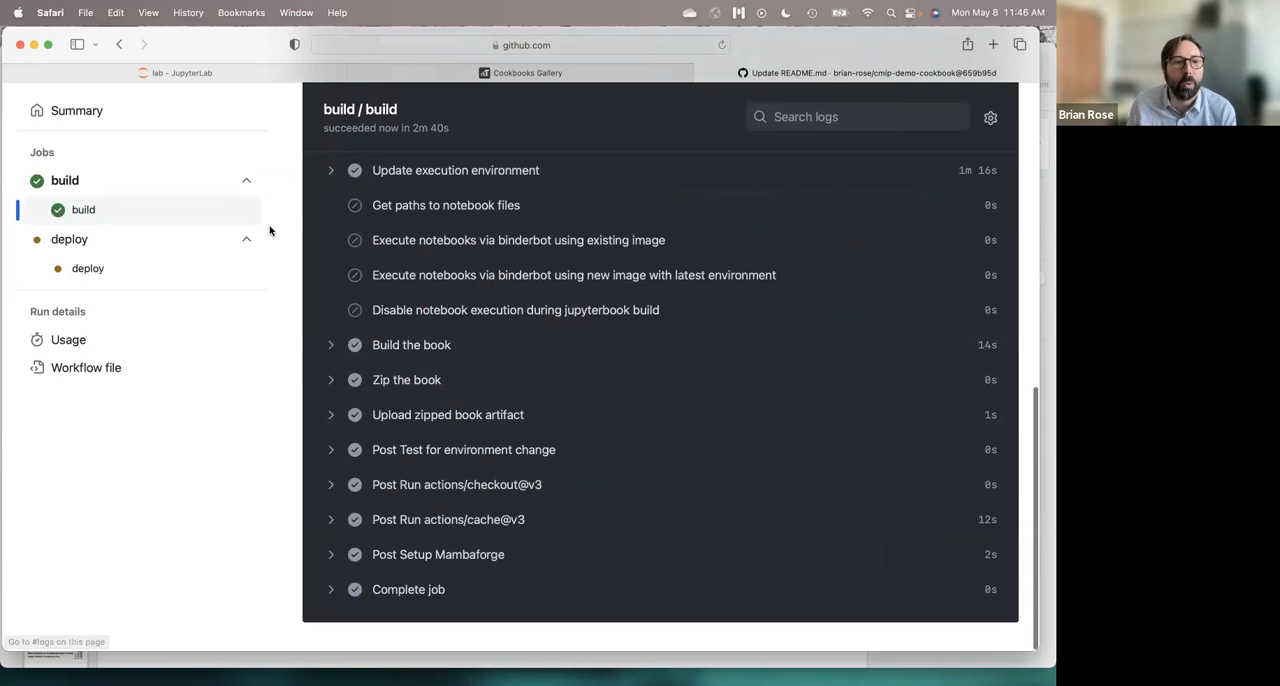 Safari File Edit View History Bookmarks Window Help Mon May 8 11:46 AM
github.com
lab - JupyterLab
Cookbooks Gallery
Update README.md · brian-rose/cmip-demo-cookbook@659b95d
Summary
Jobs
build
build
deploy
deploy
Run details
Usage
Workflow file
build / build
succeeded now in 2m 40s
Search logs
Update execution environment 1m 16s
Get paths to notebook files 0s
Execute notebooks via binderbot using existing image 0s
Execute notebooks via binderbot using new image with latest environment 0s
Disable notebook execution during jupyterbook build 0s
Build the book 14s
Zip the book 0s
Upload zipped book artifact 1s
Post Test for environment change 0s
Post Run actions/checkout@v3 0s
Post Run actions/cache@v3 12s
Post Setup Mambaforge 2s
Complete job 0s
Go to #logs on this page
Brian Rose